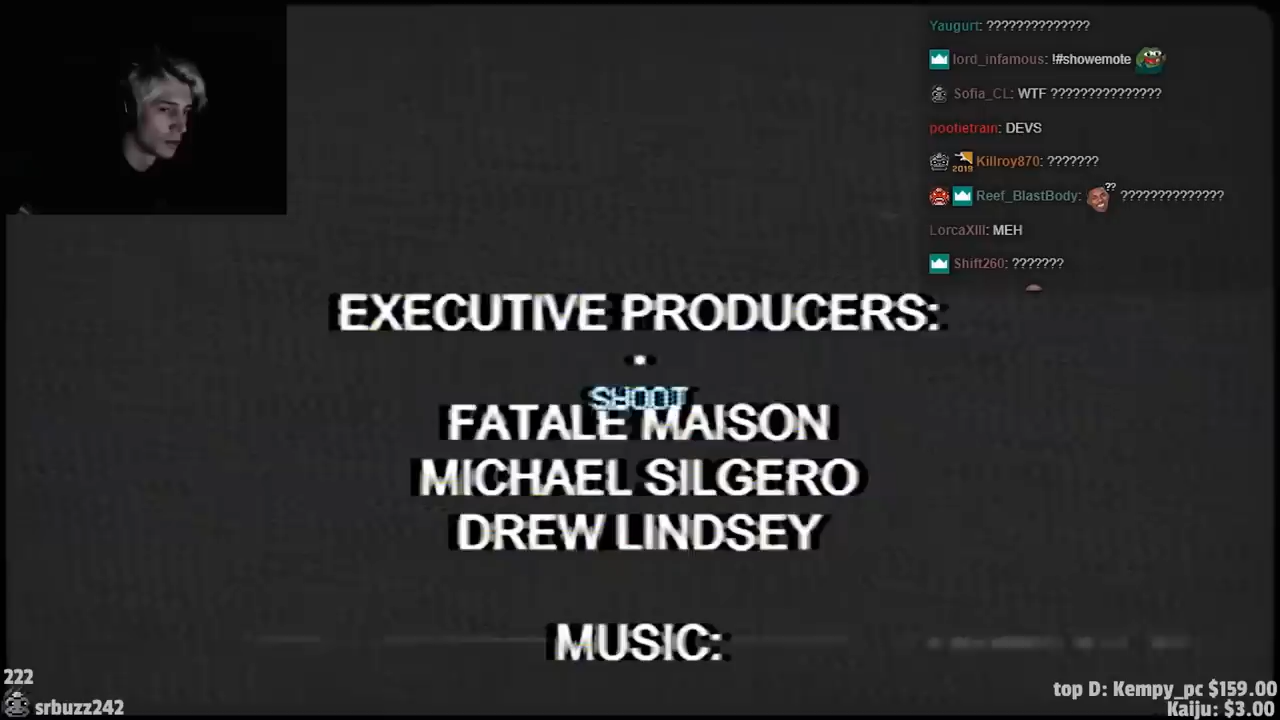 Yaugurt: ??????????????
lord_infamous: !#showemote
Sofia_CL: WTF ???????????????
pootietrain: DEVS
2019 Killroy870: ???????
Reef_BlastBody: ?? ??????????????
LorcaXIII: MEH
Shift260: ???????
EXECUTIVE PRODUCERS:
SHOOT
FATALE MAISON
MICHAEL SILGERO
DREW LINDSEY
MUSIC:
222
srbuzz242
top D: Kempy_pc $159.00
Kaiju: $3.00